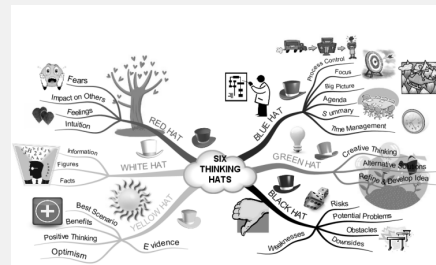 SIX
THINKING
HATS
BLUE HAT
Process Control
Focus
Big Picture
Agenda
Summary
Time Management
GREEN HAT
Creative Thinking
Alternative Solutions
Refine & Develop Idea
BLACK HAT
Risks
Potential Problems
Obstacles
Downsides
Weaknesses
YELLOW HAT
Best Scenario
Benefits
Positive Thinking
Optimism
Evidence
WHITE HAT
Information
Figures
Facts
RED HAT
Fears
Impact on Others
Feelings
Intuition